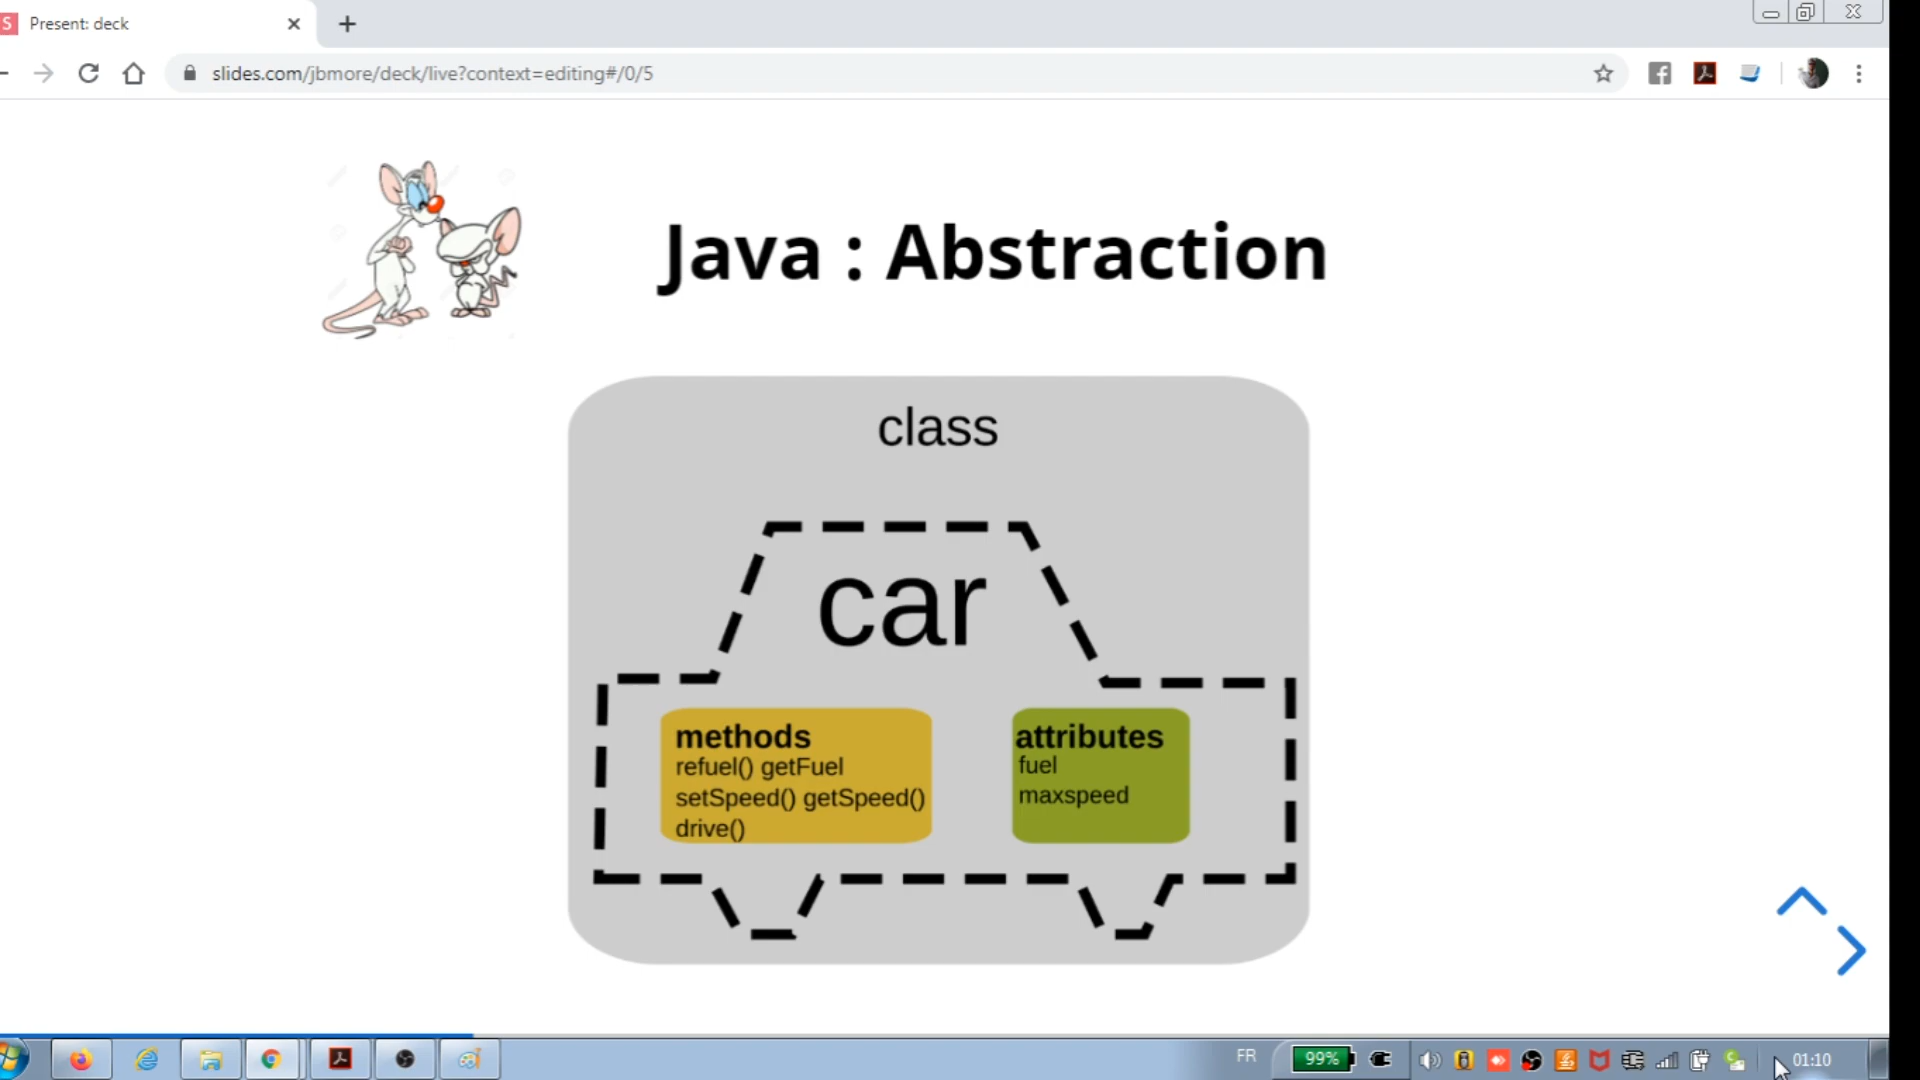 S Present: deck
slides.com/jbmore/deck/live?context=editing#/0/5
Java : Abstraction
class
car
methods
refuel() getFuel
setSpeed() getSpeed()
drive()
attributes
fuel
maxspeed
FR
99%
01:10